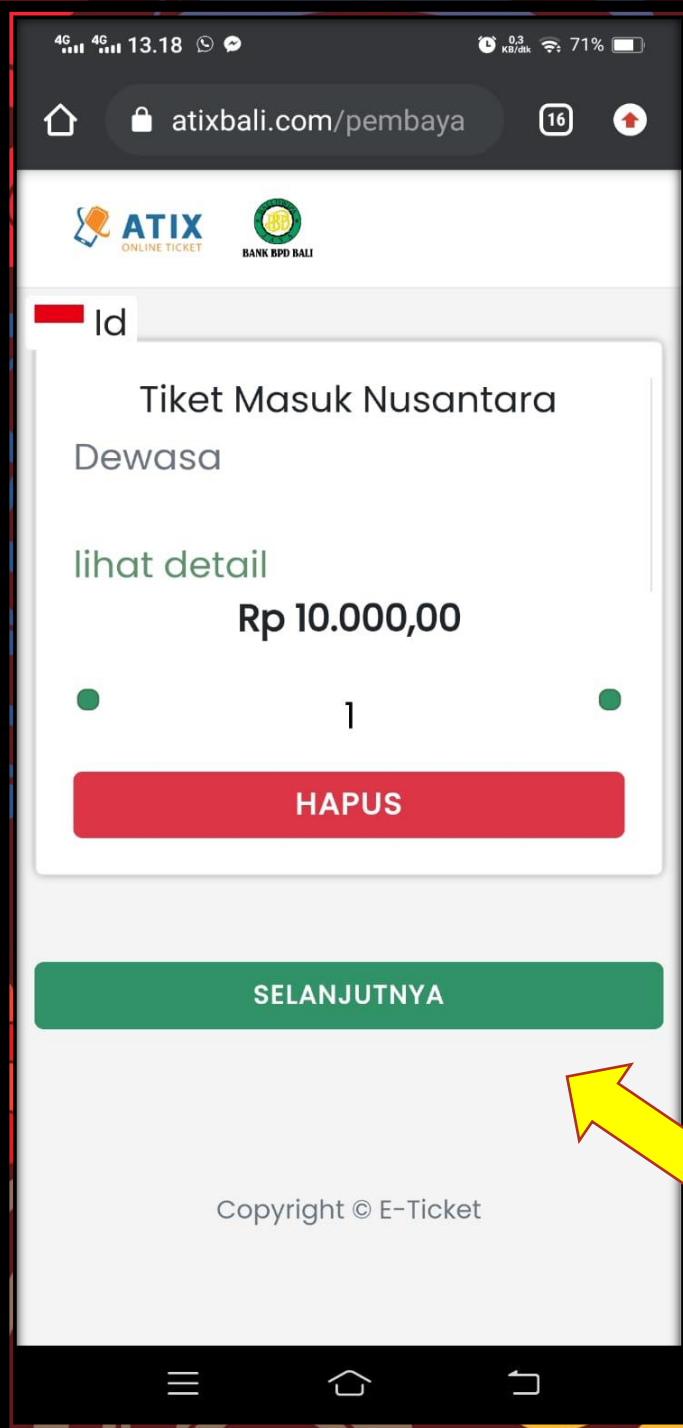 4G 4G 13.18 0,3 KB/dtk 71%
atixbali.com/pembaya 16
ATIX
ONLINE TICKET
BPD
BANK BPD BALI
Id
Tiket Masuk Nusantara
Dewasa
lihat detail
Rp 10.000,00
1
HAPUS
SELANJUTNYA
Copyright © E-Ticket